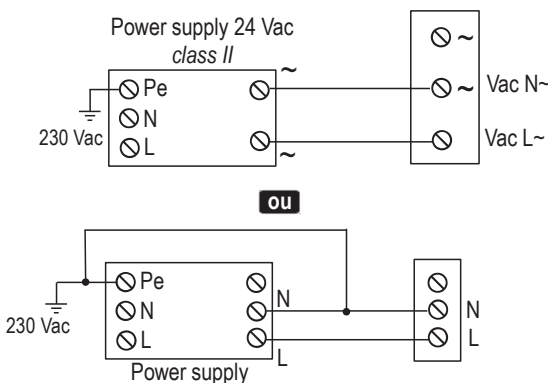 Power supply 24 Vac
class II
~
~
Pe
Vac N~
N
230 Vac
L
~
Vac L~
ou
Pe
N
N
N
230 Vac
L
L
L
Power supply